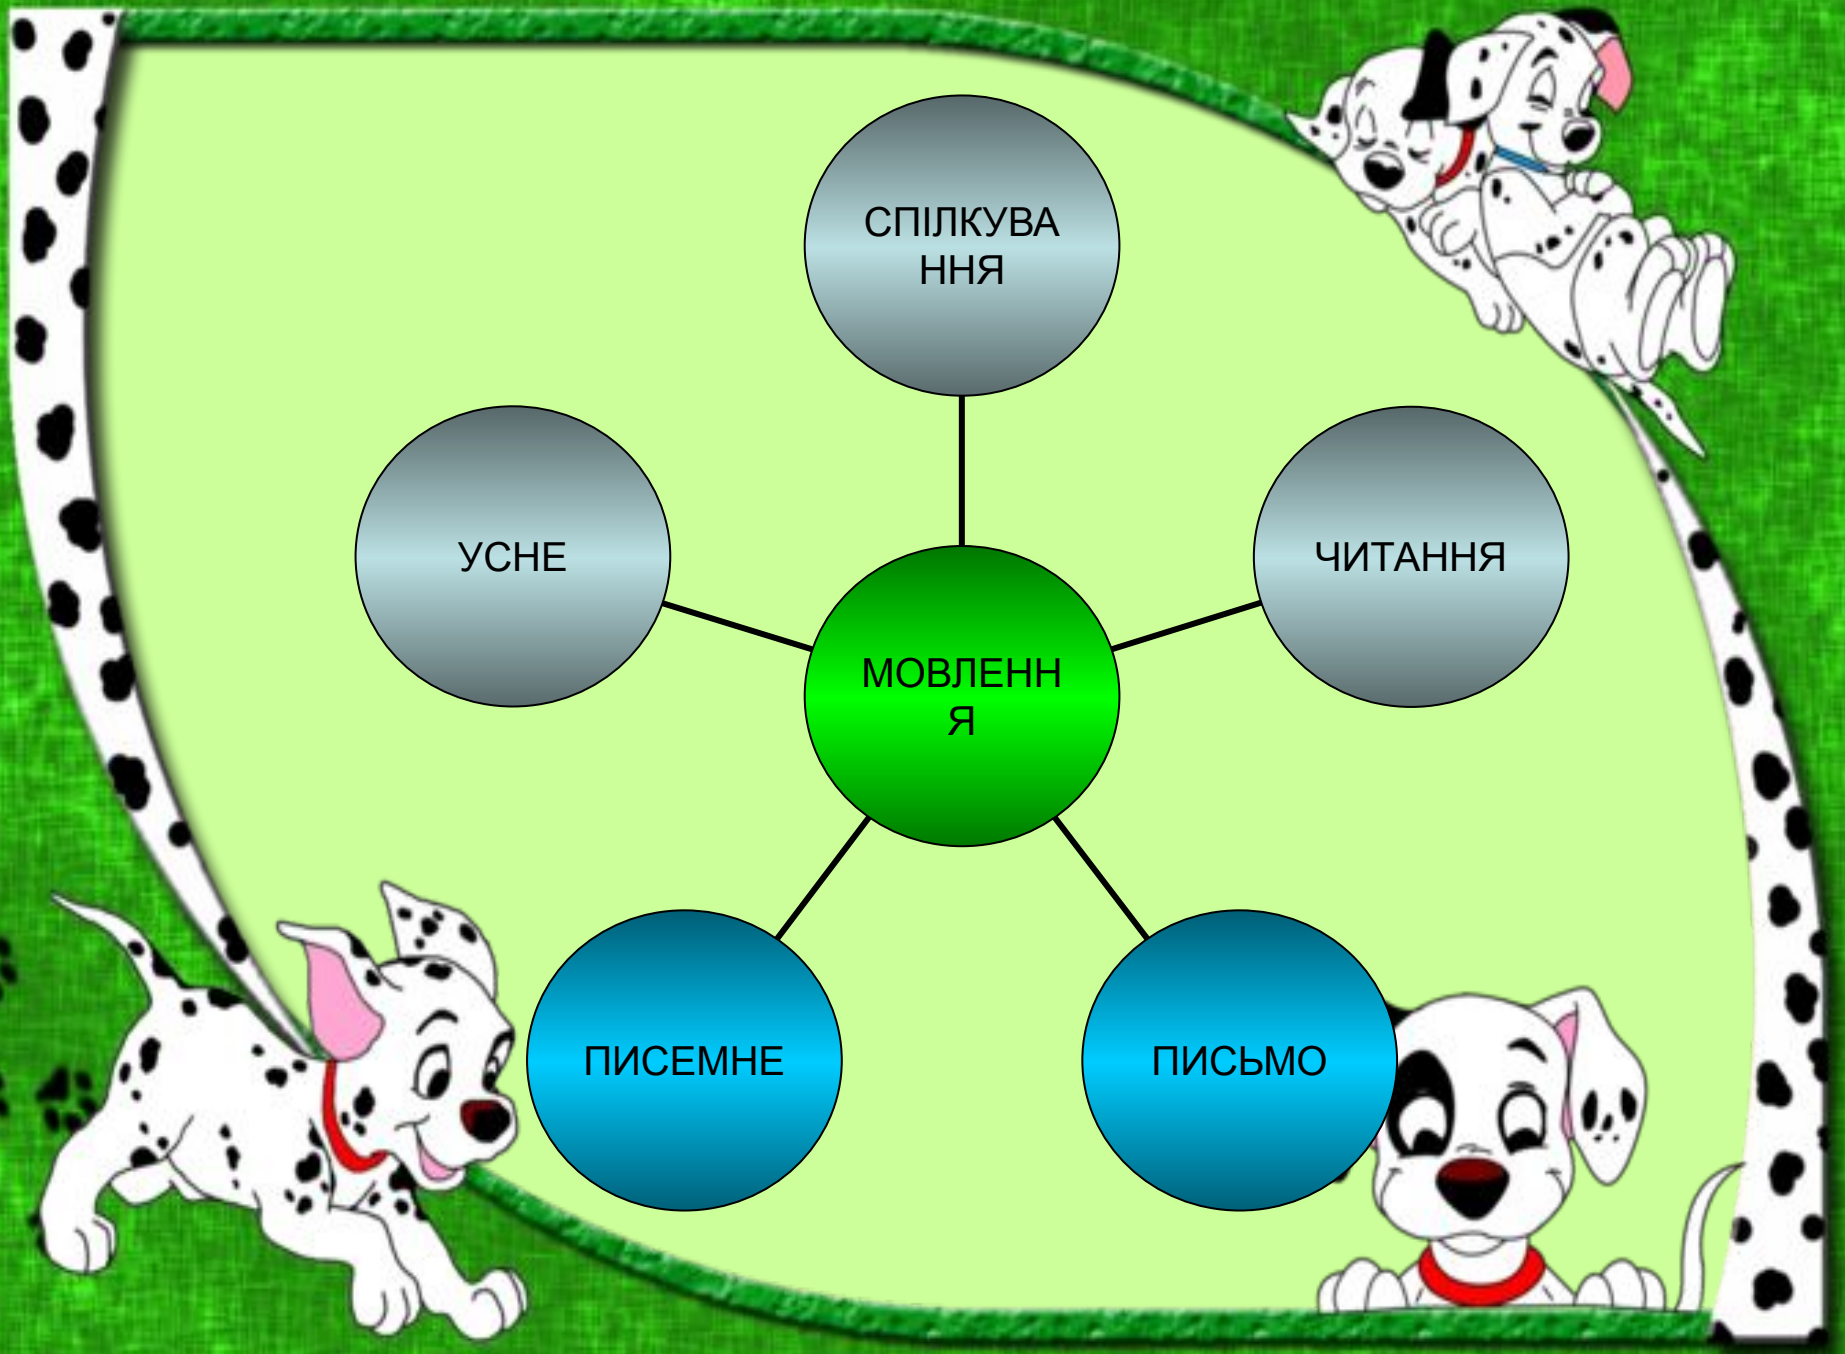 СПІЛКУВА
ННЯ
УСНЕ
ЧИТАННЯ
МОВЛЕНН
Я
ПИСЕМНЕ
ПИСЬМО